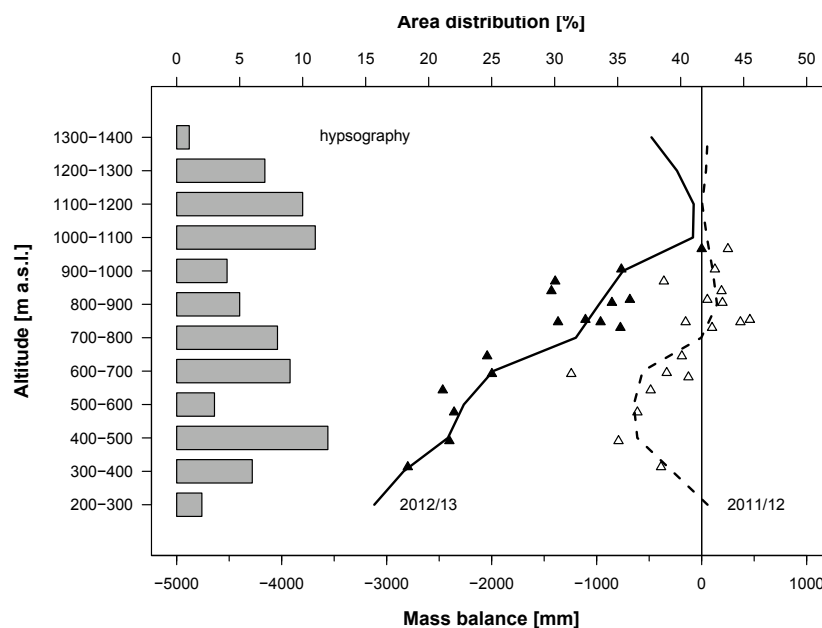 Area distribution [%]
0 5 10 15 20 25 30 35 40 45 50
1300−1400
hypsography
1200−1300
1100−1200
1000−1100
900−1000
800−900
700−800
600−700
500−600
400−500
300−400
200−300
2012/13
2011/12
Altitude [m a.s.l.]
−5000 −4000 −3000 −2000 −1000 0 1000
Mass balance [mm]